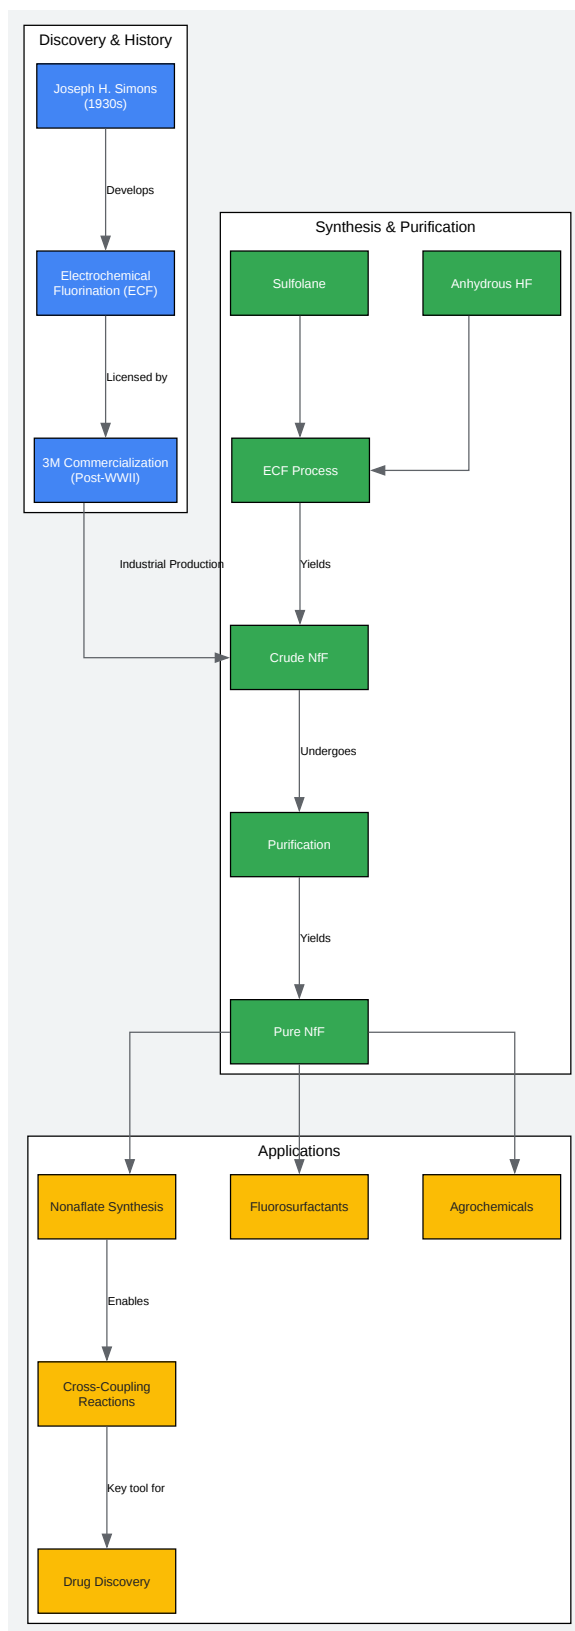 Discovery & History
Joseph H. Simons
(1930s)
Develops
Electrochemical
Fluorination (ECF)
Licensed by
3M Commercialization
(Post-WWII)
Industrial Production
Synthesis & Purification
Sulfolane
Anhydrous HF
ECF Process
Yields
Crude NfF
Undergoes
Purification
Yields
Pure NfF
Applications
Nonaflate Synthesis
Fluorosurfactants
Agrochemicals
Enables
Cross-Coupling
Reactions
Key tool for
Drug Discovery